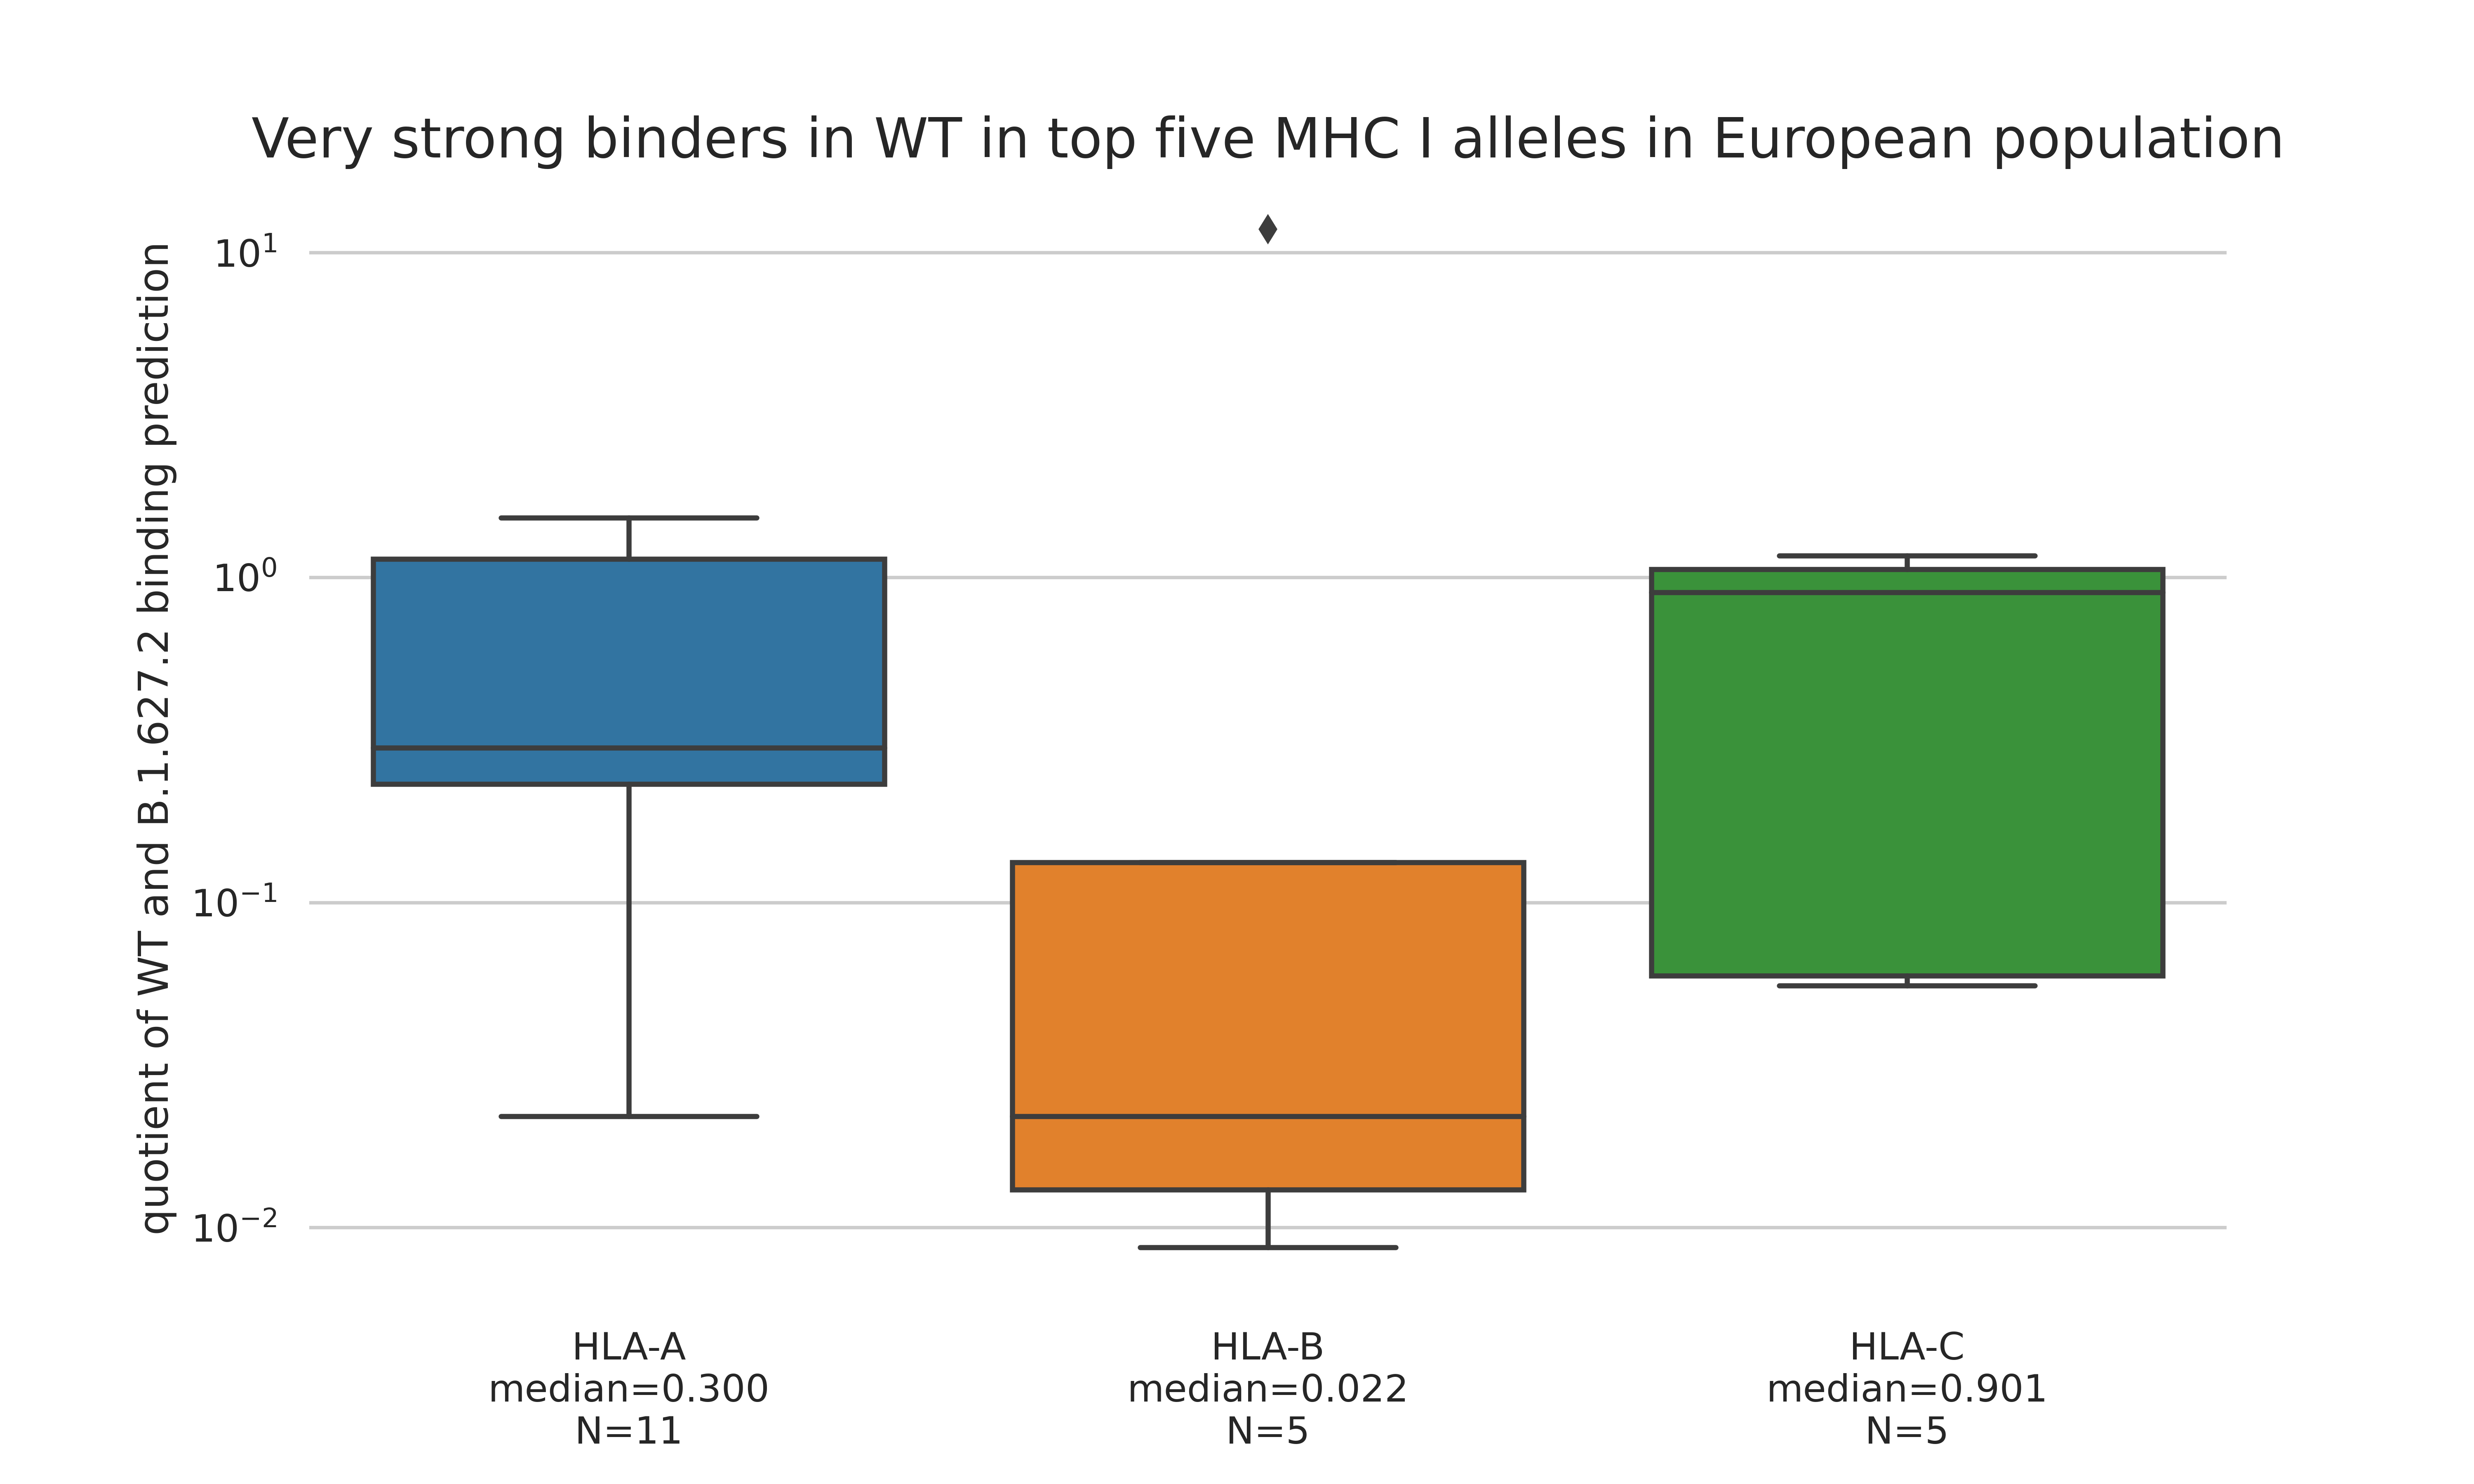 Very strong binders in WT in top five MHC I alleles in European population
quotient of WT and B.1.627.2 binding prediction
10¹
10⁰
10⁻¹
10⁻²
HLA-A
median=0.300
N=11
HLA-B
median=0.022
N=5
HLA-C
median=0.901
N=5